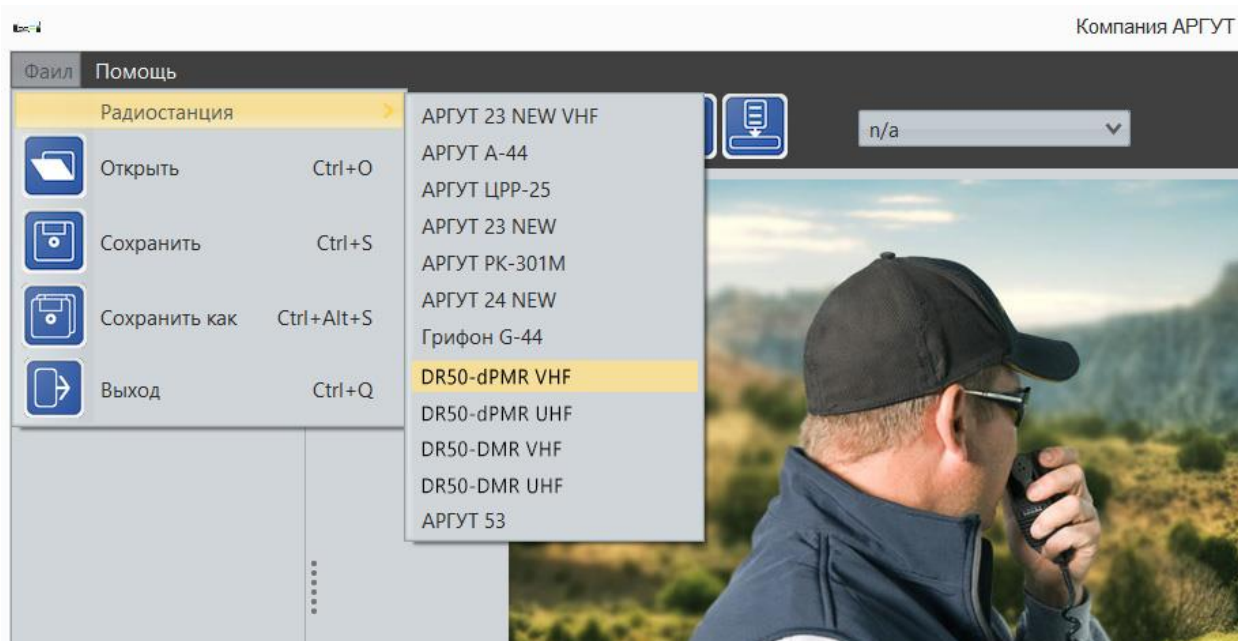 Компания АРГУТ
Фаил Помощь
Радиостанция
Открыть Ctrl+O
Сохранить Ctrl+S
Сохранить как Ctrl+Alt+S
Выход Ctrl+Q
АРГУТ 23 NEW VHF
АРГУТ А-44
АРГУТ ЦРР-25
АРГУТ 23 NEW
АРГУТ РК-301М
АРГУТ 24 NEW
Грифон G-44
DR50-dPMR VHF
DR50-dPMR UHF
DR50-DMR VHF
DR50-DMR UHF
АРГУТ 53
n/a